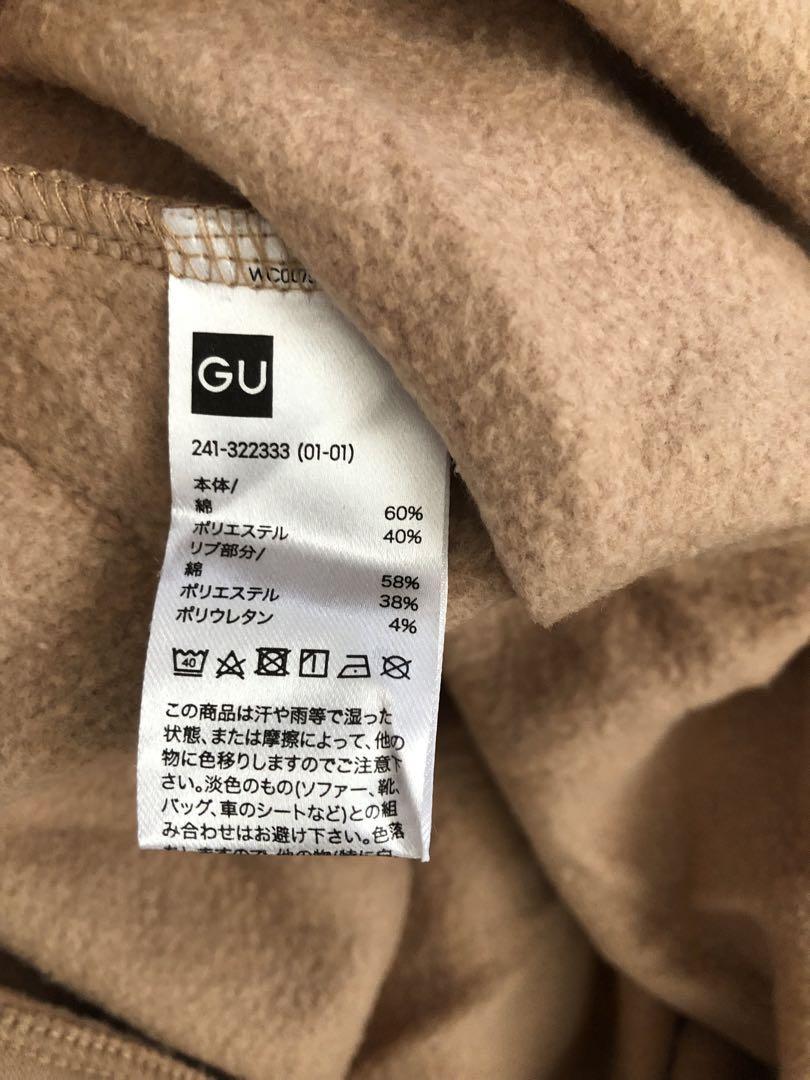 GU
241-322333 (01-01)
本体/
綿 60%
ポリエステル 40%
リブ部分/
綿 58%
ポリエステル 38%
ポリウレタン 4%
40
この商品は汗や雨等で湿った
状態、または摩擦によって、他の
物に色移りしますのでご注意下
さい。淡色のもの(ソファー、靴、
バッグ、車のシートなど)との組
み合わせはお避け下さい。色落